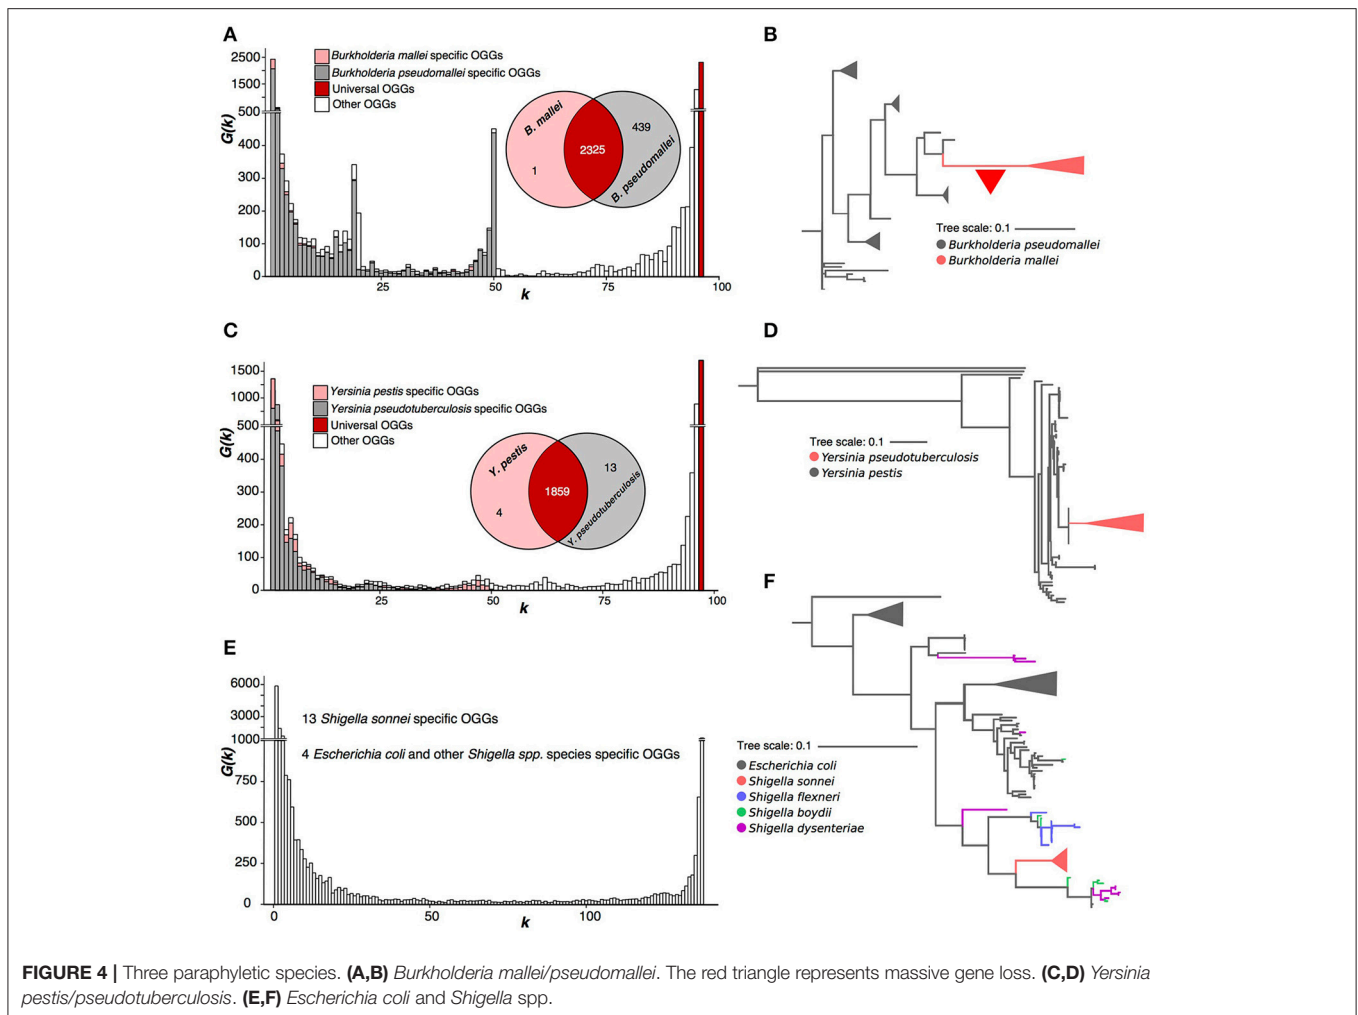 A
2500
1500
500
400
300
200
100
0
G(k)
25
50
75
100
k
Burkholderia mallei specific OGGs
Burkholderia pseudomallei specific OGGs
Universal OGGs
Other OGGs
B. mallei
1
2325
439
B. pseudomallei
B
Tree scale: 0.1
Burkholderia pseudomallei
Burkholderia mallei
C
1500
1000
500
400
300
200
100
0
G(k)
25
50
75
100
k
Yersinia pestis specific OGGs
Yersinia pseudotuberculosis specific OGGs
Universal OGGs
Other OGGs
Y. pestis
4
1859
13
Y. pseudotuberculosis
D
Tree scale: 0.1
Yersinia pseudotuberculosis
Yersinia pestis
E
6000
3000
1000
750
500
250
0
G(k)
0
50
100
k
13 Shigella sonnei specific OGGs
4 Escherichia coli and other Shigella spp. species specific OGGs
F
Tree scale: 0.1
Escherichia coli
Shigella sonnei
Shigella flexneri
Shigella boydii
Shigella dysenteriae
FIGURE 4 | Three paraphyletic species. (A,B) Burkholderia mallei/pseudomallei. The red triangle represents massive gene loss. (C,D) Yersinia
pestis/pseudotuberculosis. (E,F) Escherichia coli and Shigella spp.